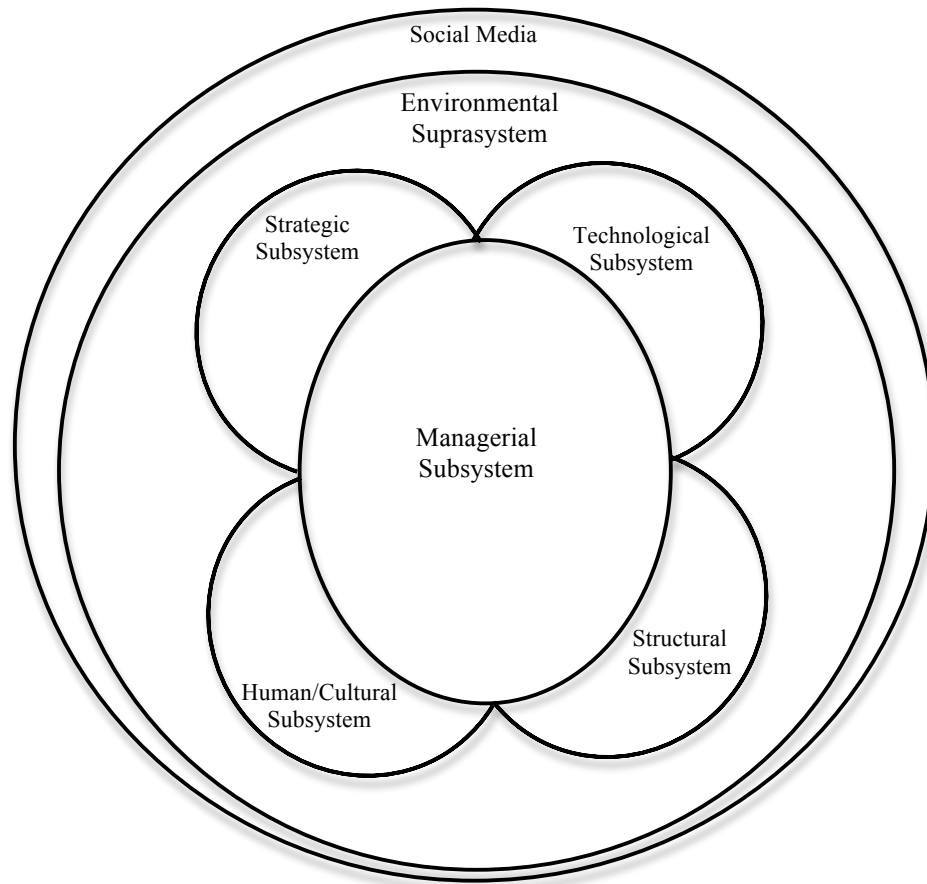 Social Media
Environmental
Suprasystem
Strategic
Subsystem
Technological
Subsystem
Managerial
Subsystem
Structural
Subsystem
Human/Cultural
Subsystem